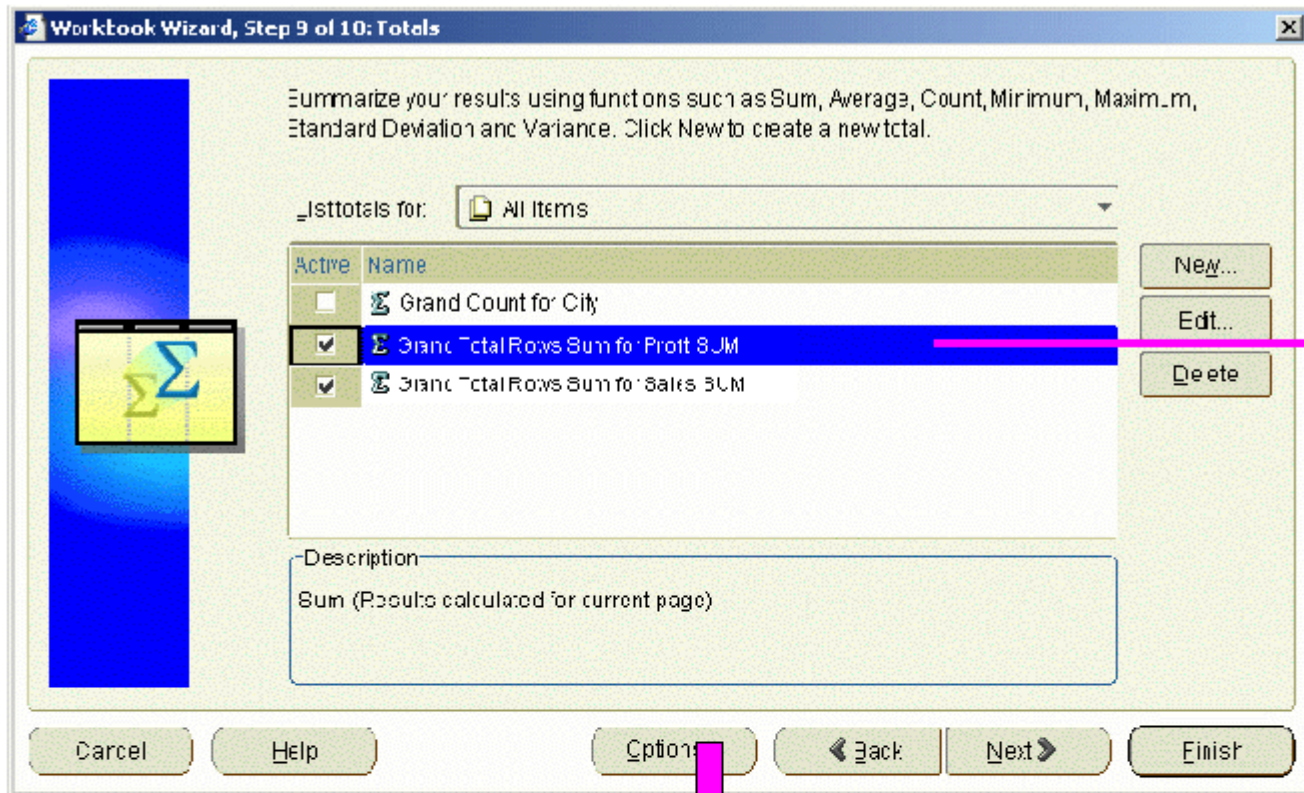 Workbook Wizard, Step 9 of 10: Totals
Summarize your results using functions such as Sum, Average, Count, Minimum, Maximum,
Standard Deviation and Variance. Click New to create a new total.
List totals for: All Items
Active Name
Grand Count for City
Grand Total Rows Sum for Profit SUM
Grand Total Rows Sum for Sales SUM
New...
Edit...
Delete
Description
Sum (Results calculated for current page)
Cancel Help Options Back Next Finish